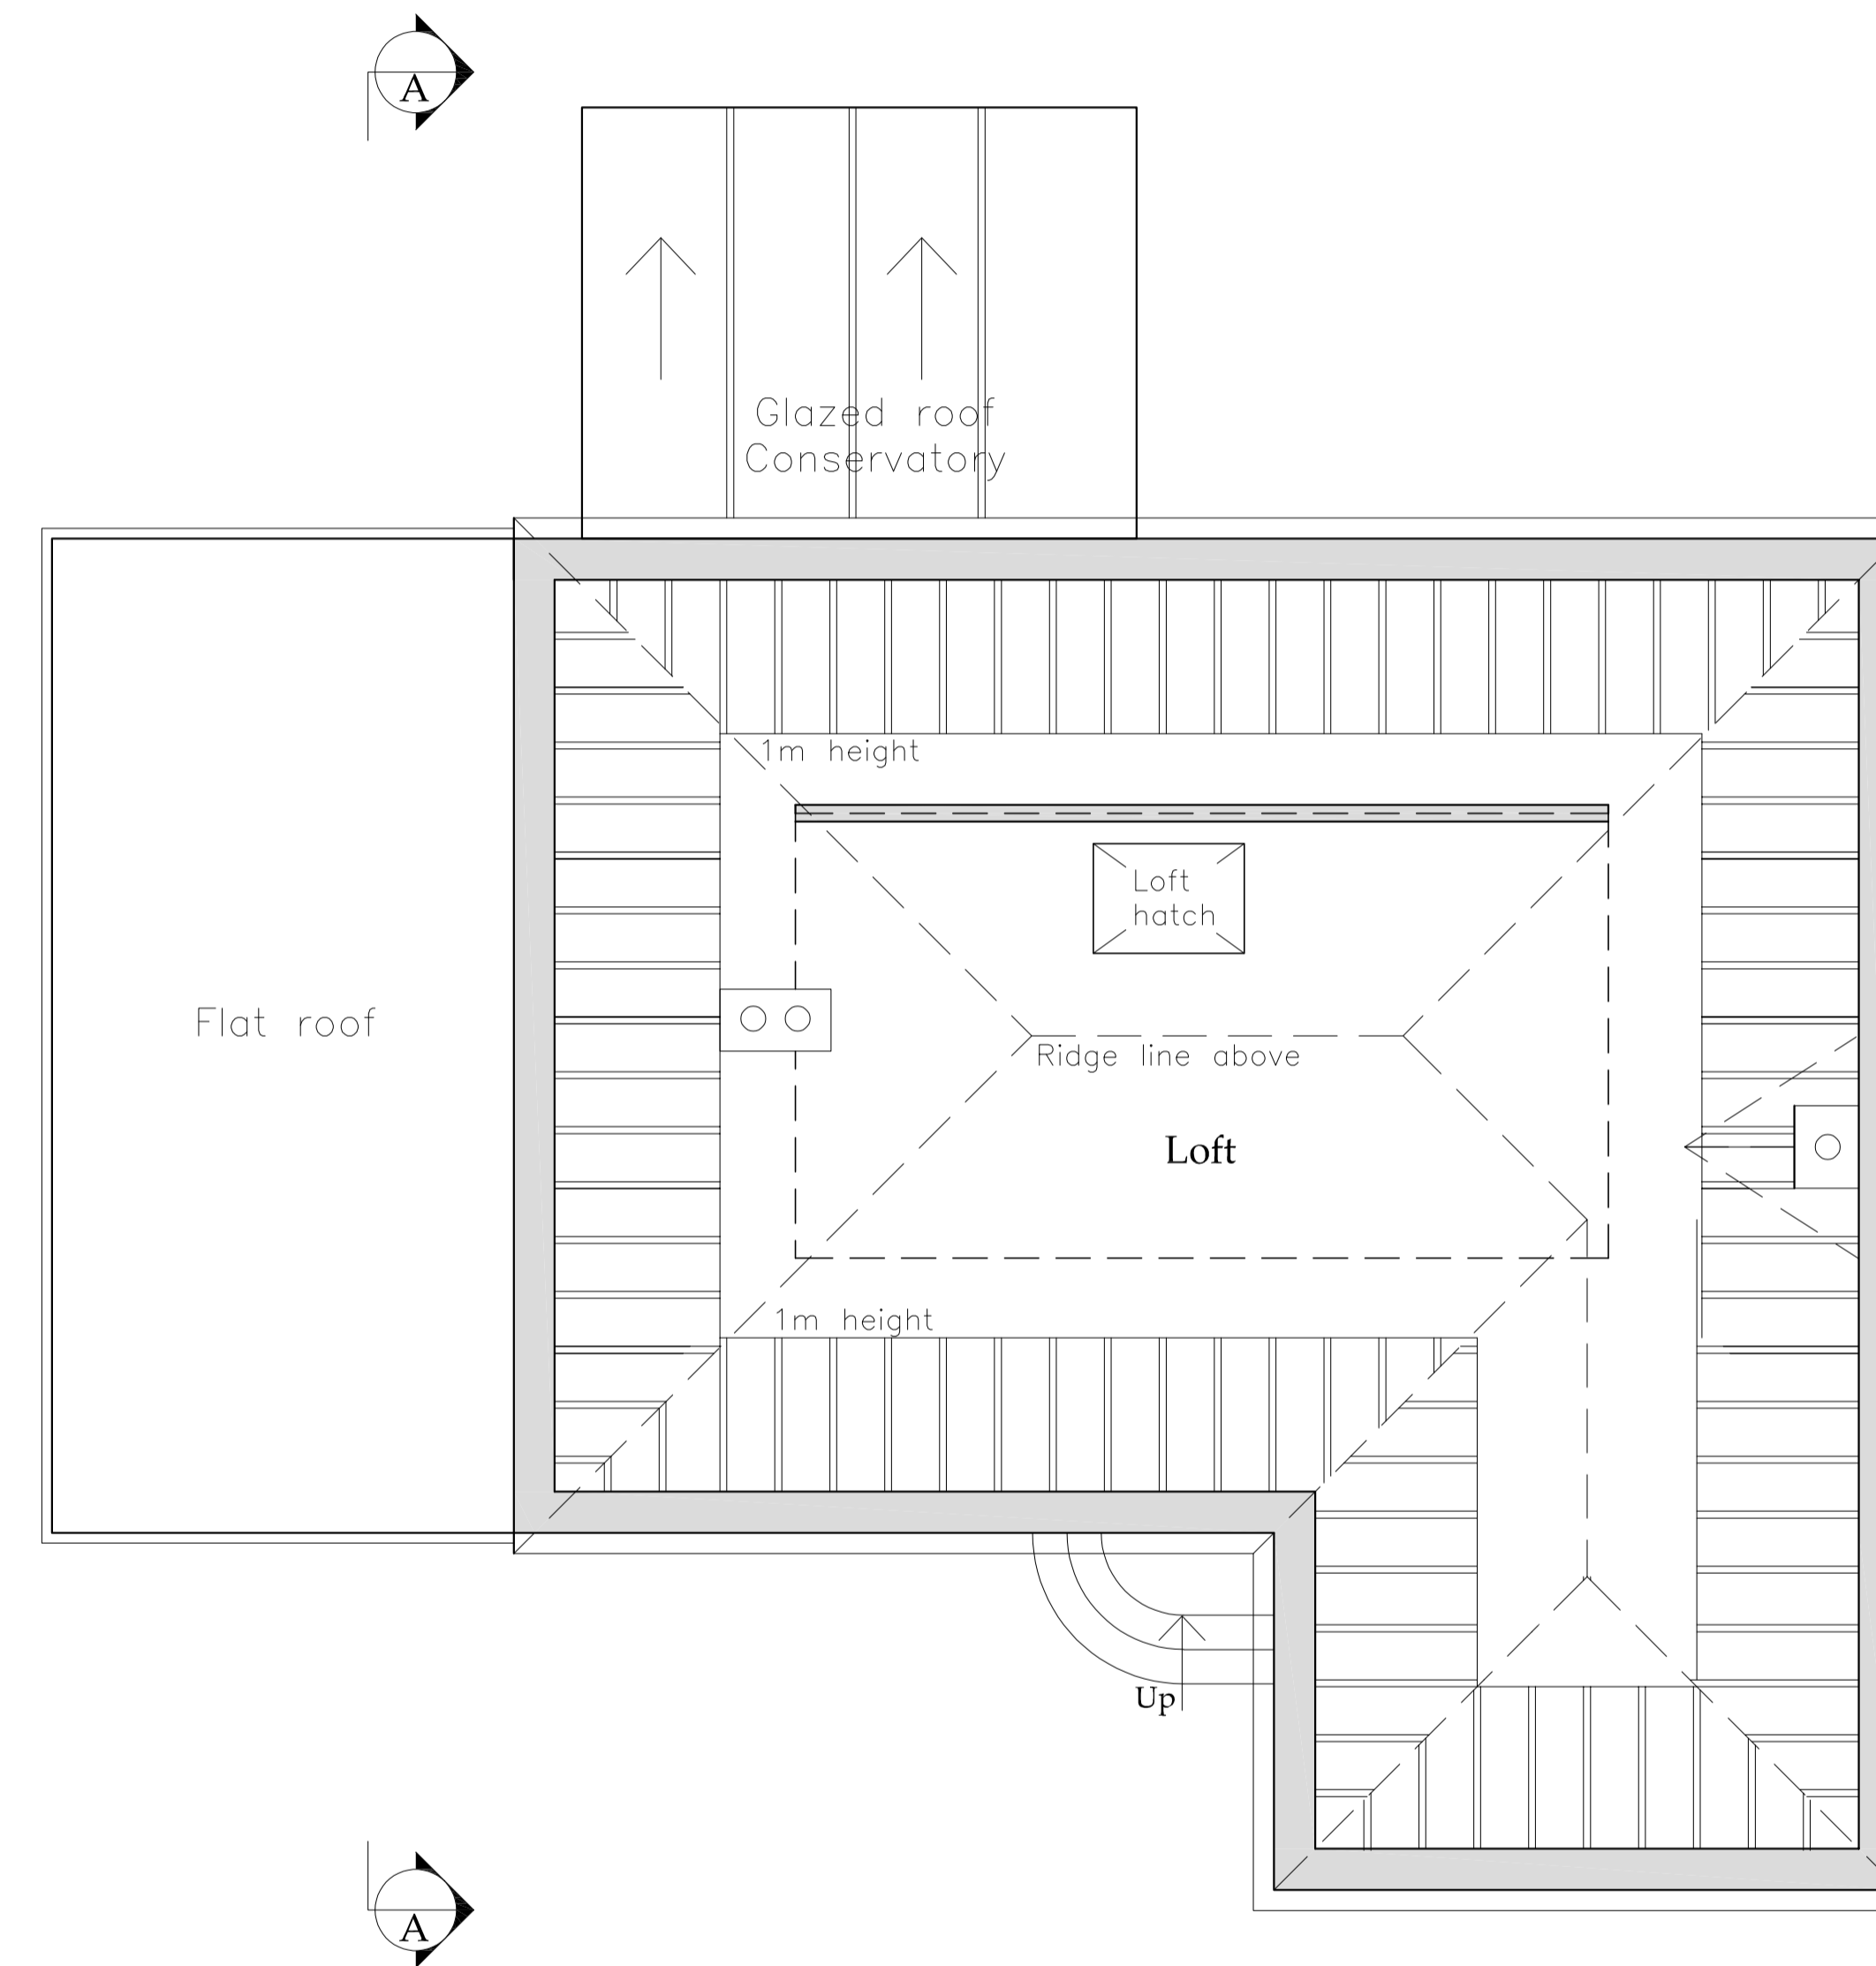 A
Glazed roof
Conservatory
1m height
Loft
hatch
Flat roof
Ridge line above
Loft
1m height
Up
A